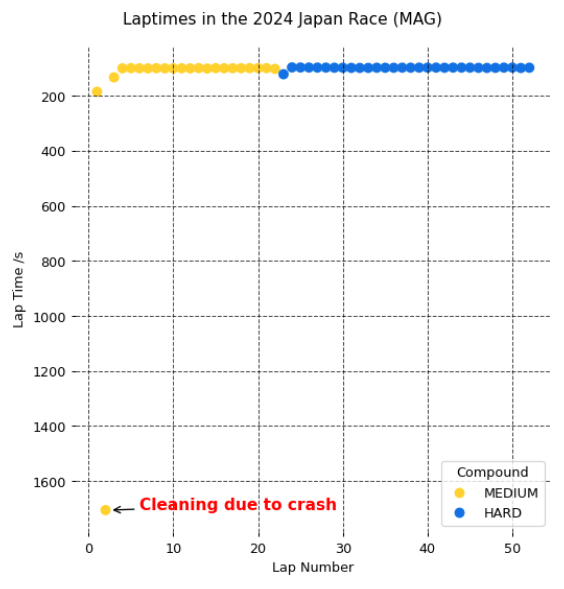 Laptimes in the 2024 Japan Race (MAG)
Lap Time /s
200
400
600
800
1000
1200
1400
1600
Cleaning due to crash
Compound
MEDIUM
HARD
0 10 20 30 40 50
Lap Number